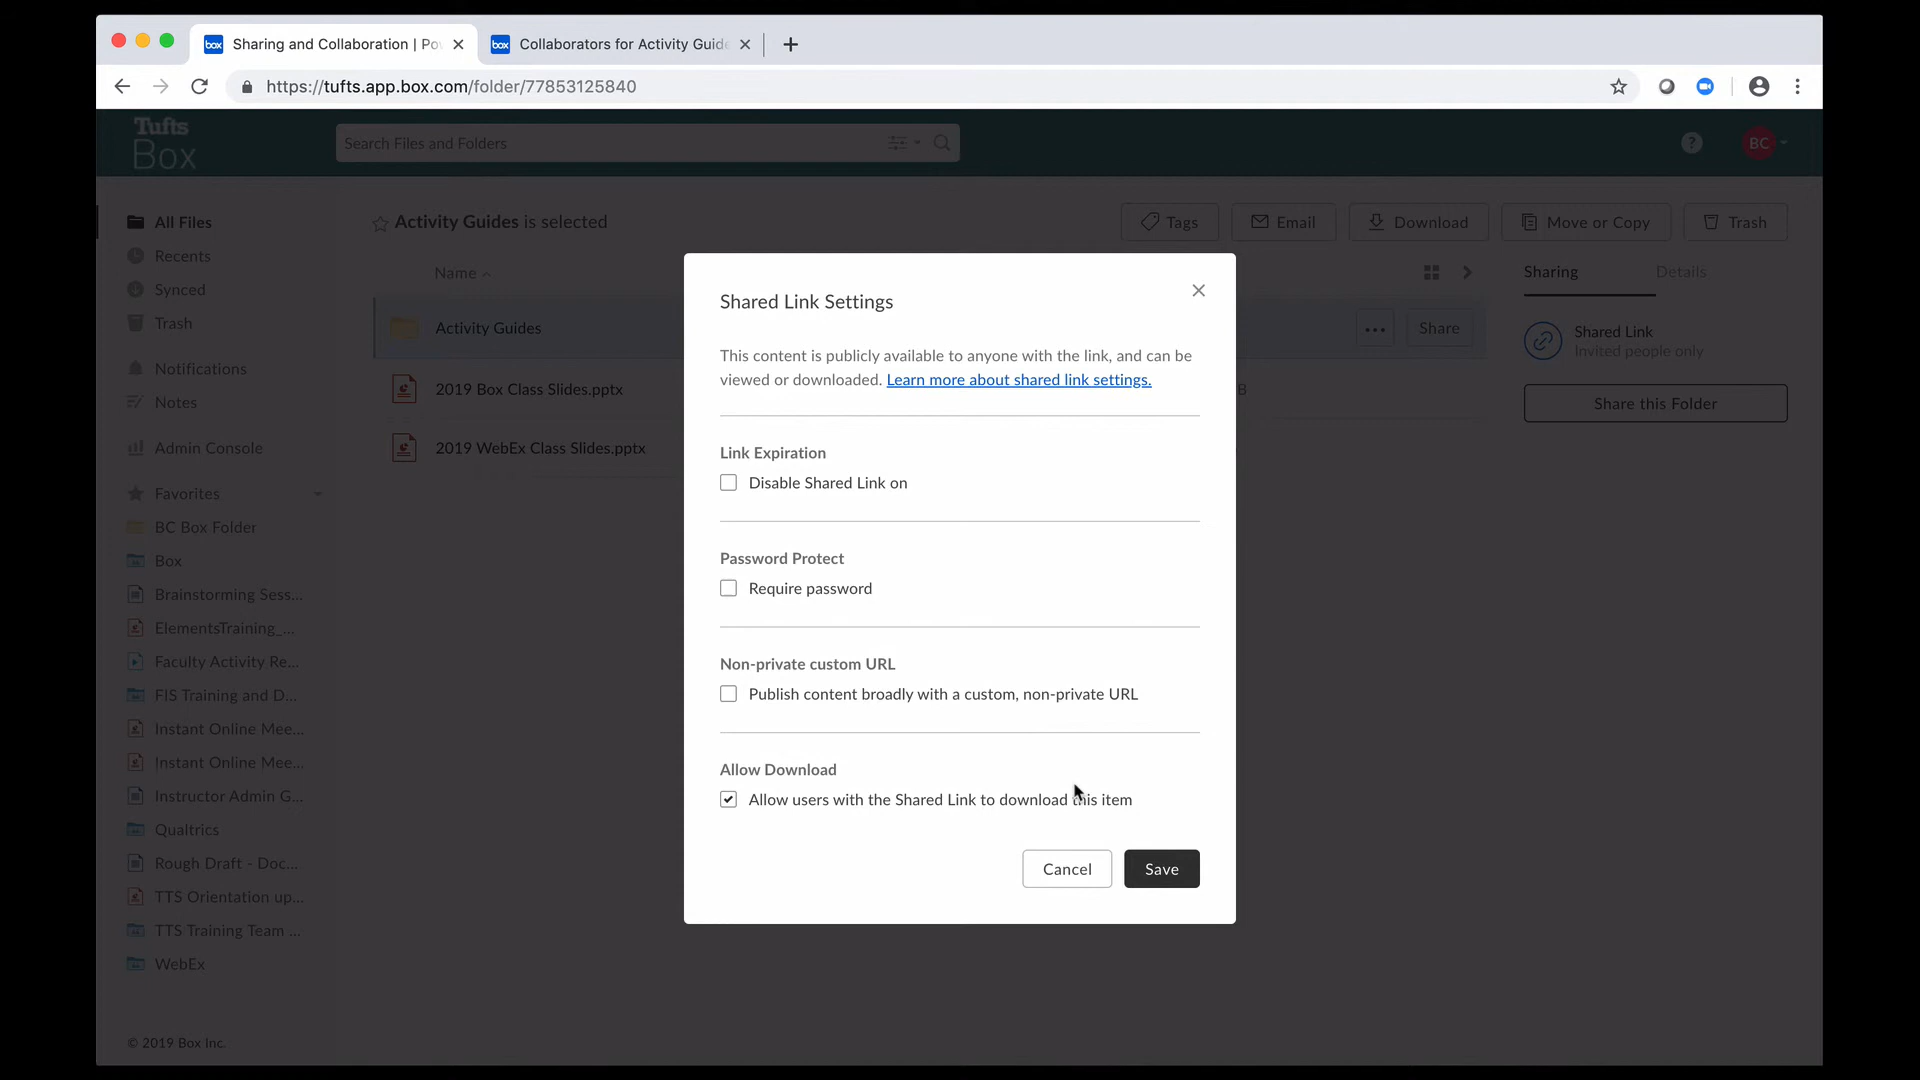 box Sharing and Collaboration | Po
box Collaborators for Activity Guide
https://tufts.app.box.com/folder/77853125840
Tufts
Box
Search Files and Folders
?
BC
All Files
Recents
Synced
Trash
Notifications
Notes
Admin Console
Favorites
BC Box Folder
Box
Brainstorming Sess...
ElementsTraining_...
Faculty Activity Re...
FIS Training and D...
Instant Online Mee...
Instant Online Mee...
Instructor Admin G...
Qualtrics
Rough Draft - Doc...
TTS Orientation up...
TTS Training Team ...
WebEx
© 2019 Box Inc.
Activity Guides is selected
Tags
Email
Download
Move or Copy
Trash
Name
Activity Guides
Share
2019 Box Class Slides.pptx
B
2019 WebEx Class Slides.pptx
Sharing
Details
Shared Link
Invited people only
Share this Folder
Shared Link Settings
This content is publicly available to anyone with the link, and can be
viewed or downloaded. Learn more about shared link settings.
Link Expiration
Disable Shared Link on
Password Protect
Require password
Non-private custom URL
Publish content broadly with a custom, non-private URL
Allow Download
Allow users with the Shared Link to download this item
Cancel
Save